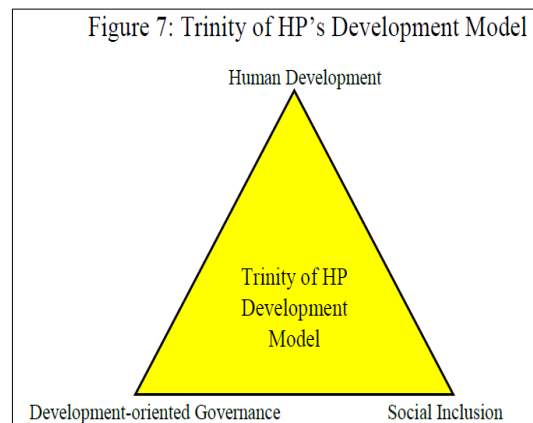 Figure 7: Trinity of HP's Development Model
Human Development
Trinity of HP
Development
Model
Development-oriented Governance
Social Inclusion